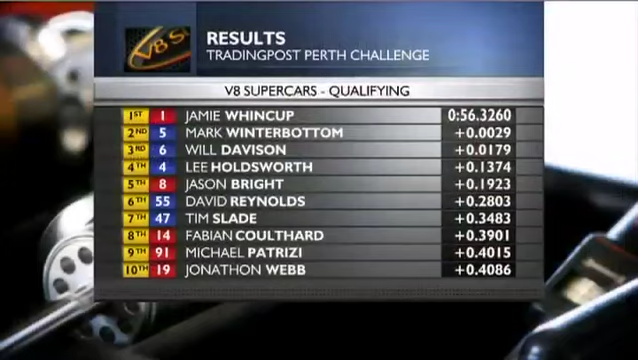 V8 Su
RESULTS
TRADINGPOST PERTH CHALLENGE
V8 SUPERCARS - QUALIFYING
1ST 1 JAMIE WHINCUP 0:56.3260
2ND 5 MARK WINTERBOTTOM +0.0029
3RD 6 WILL DAVISON +0.0179
4TH 4 LEE HOLDSWORTH +0.1374
5TH 8 JASON BRIGHT +0.1923
6TH 55 DAVID REYNOLDS +0.2803
7TH 47 TIM SLADE +0.3483
8TH 14 FABIAN COULTHARD +0.3901
9TH 91 MICHAEL PATRIZI +0.4015
10TH 19 JONATHON WEBB +0.4086